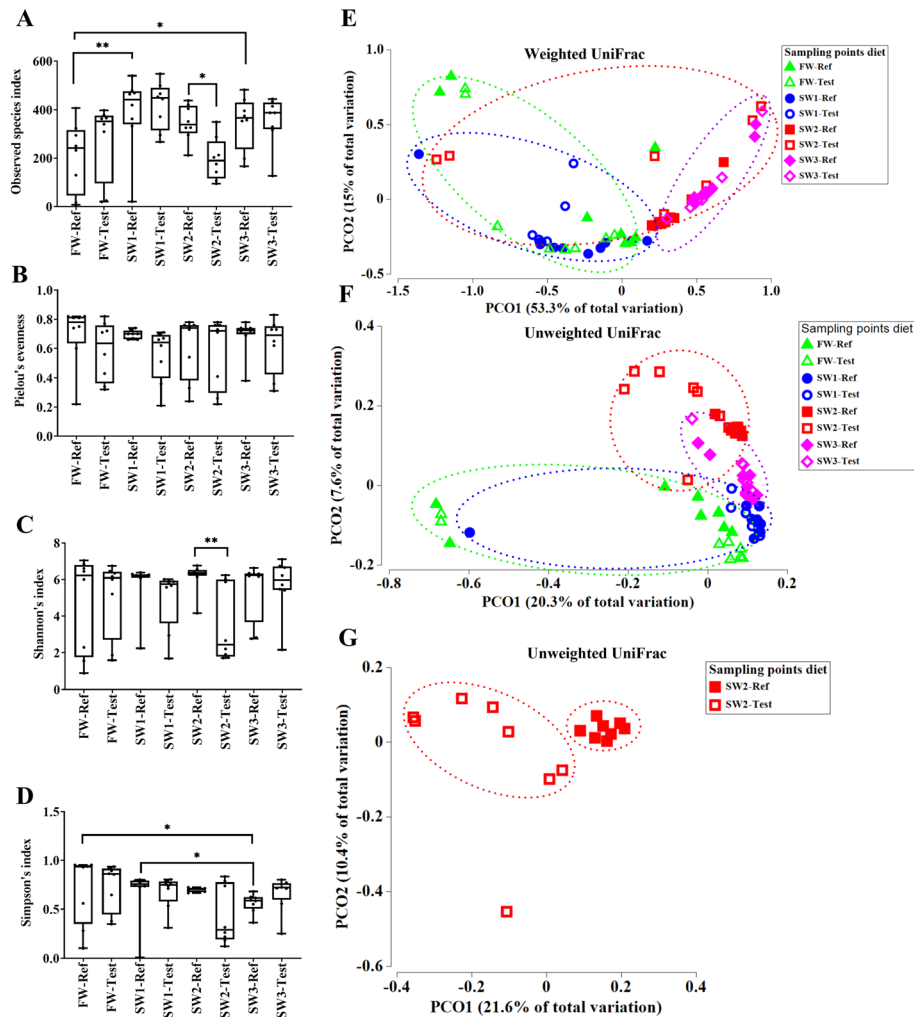 A
*
**
*
Observed species index
600
400
200
0
FW-Ref
FW-Test
SW1-Ref
SW1-Test
SW2-Ref
SW2-Test
SW3-Ref
SW3-Test
B
Pielou's evenness
1.0
0.8
0.6
0.4
0.2
0.0
FW-Ref
FW-Test
SW1-Ref
SW1-Test
SW2-Ref
SW2-Test
SW3-Ref
SW3-Test
C
**
Shannon's index
8
6
4
2
0
FW-Ref
FW-Test
SW1-Ref
SW1-Test
SW2-Ref
SW2-Test
SW3-Ref
SW3-Test
D
*
*
Simpson's index
1.5
1.0
0.5
0.0
FW-Ref
FW-Test
SW1-Ref
SW1-Test
SW2-Ref
SW2-Test
SW3-Ref
SW3-Test
E
Weighted UniFrac
PCO2 (15% of total variation)
1.0
0.5
0
-0.5
-1.5
-1.0
-0.5
0
0.5
1.0
PCO1 (53.3% of total variation)
Sampling points diet
FW-Ref
FW-Test
SW1-Ref
SW1-Test
SW2-Ref
SW2-Test
SW3-Ref
SW3-Test
F
Unweighted UniFrac
PCO2 (7.6% of total variation)
0.4
0.2
0
-0.2
-0.8
-0.6
-0.4
-0.2
0
0.2
PCO1 (20.3% of total variation)
Sampling points diet
FW-Ref
FW-Test
SW1-Ref
SW1-Test
SW2-Ref
SW2-Test
SW3-Ref
SW3-Test
G
Unweighted UniFrac
PCO2 (10.4% of total variation)
0.2
0
-0.2
-0.4
-0.6
-0.4
-0.2
0
0.2
0.4
PCO1 (21.6% of total variation)
Sampling points diet
SW2-Ref
SW2-Test